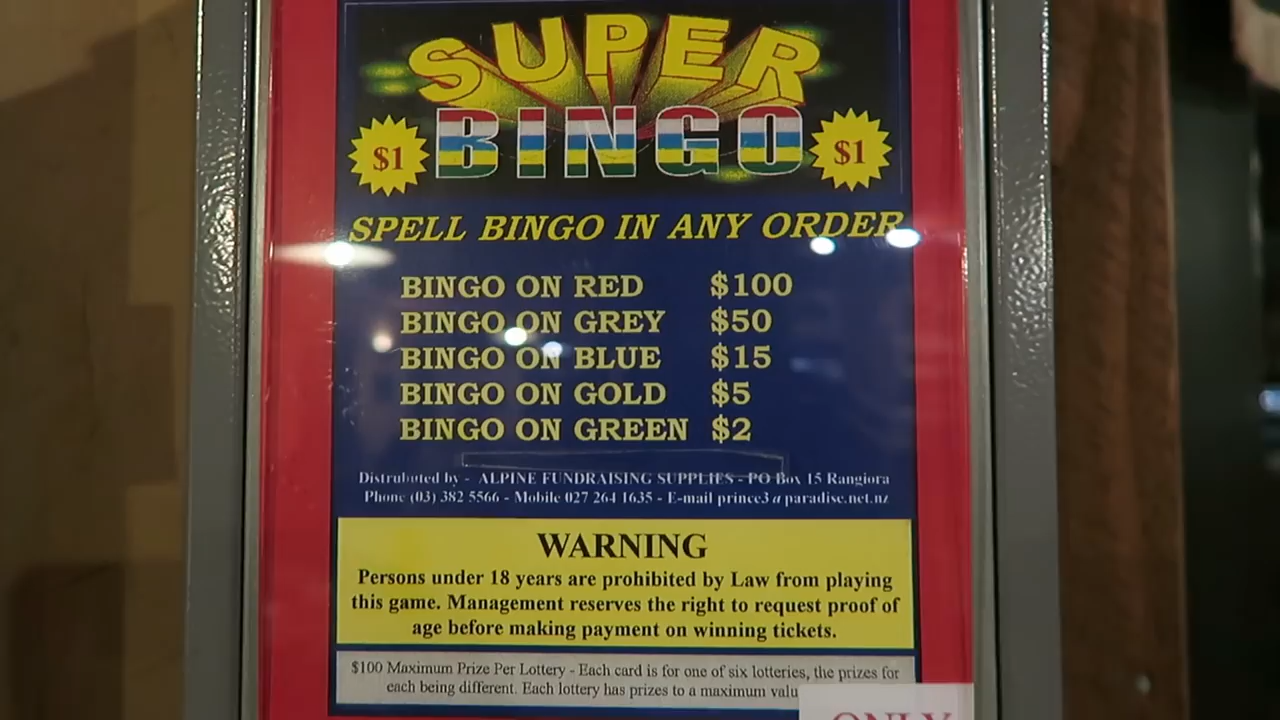 SUPER
BINGO
$1 $1
SPELL BINGO IN ANY ORDER
BINGO ON RED $100
BINGO ON GREY $50
BINGO ON BLUE $15
BINGO ON GOLD $5
BINGO ON GREEN $2
Distrubuted by - ALPINE FUNDRAISING SUPPLIES - PO Box 15 Rangiora
Phone (03) 382 5566 - Mobile 027 264 1635 - E-mail prince3@paradise.net.nz
WARNING
Persons under 18 years are prohibited by Law from playing
this game. Management reserves the right to request proof of
age before making payment on winning tickets.
$100 Maximum Prize Per Lottery - Each card is for one of six lotteries, the prizes for
each being different. Each lottery has prizes to a maximum valu
ONLY